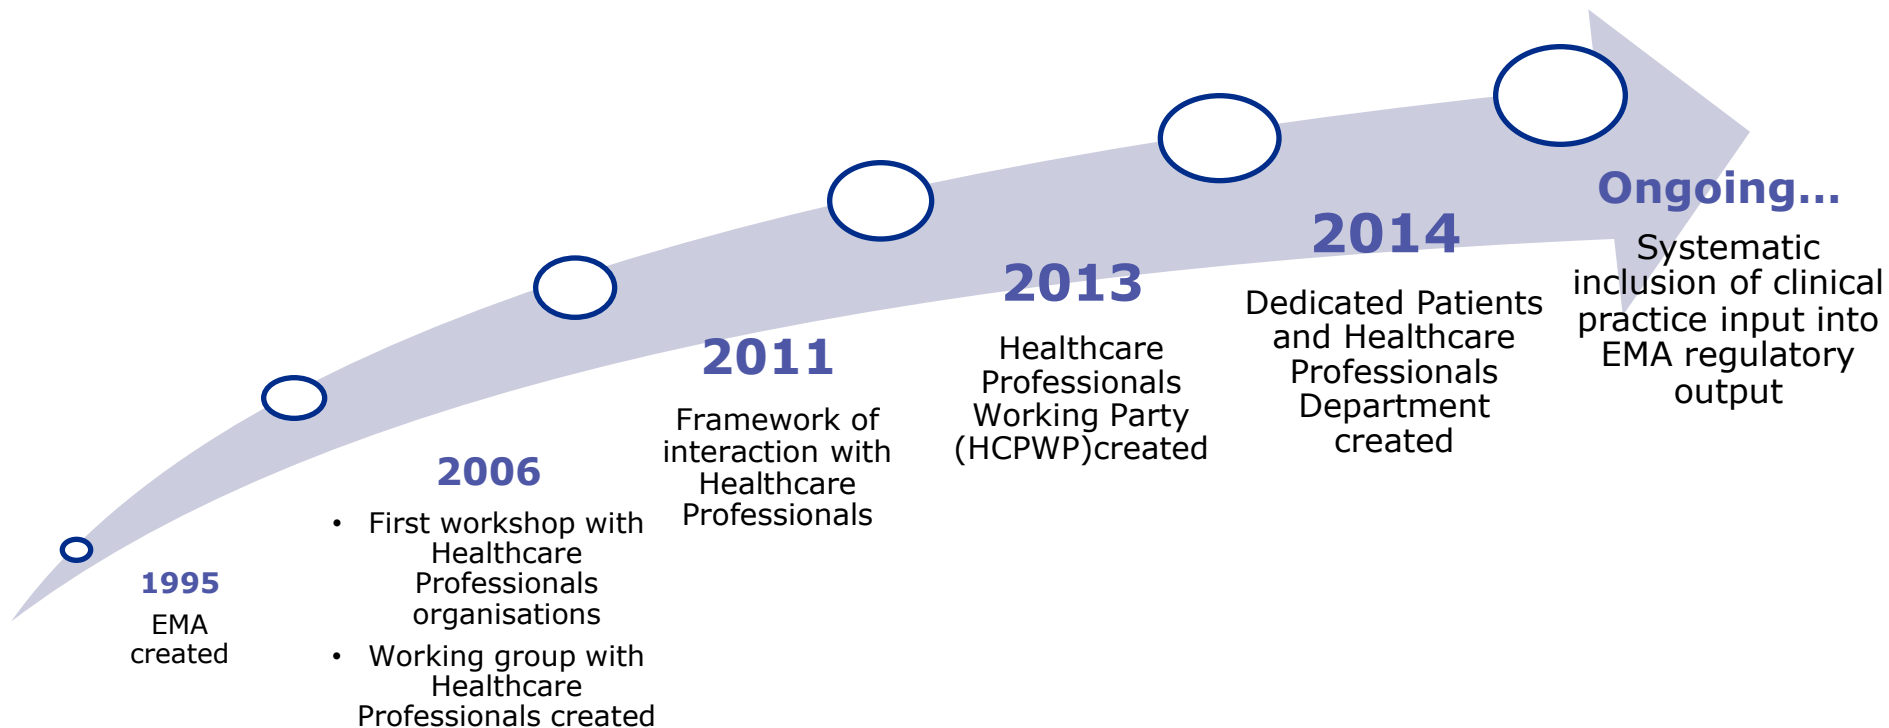 1995
EMA
created
2006
• First workshop with
Healthcare
Professionals
organisations
• Working group with
Healthcare
Professionals created
2011
Framework of
interaction with
Healthcare
Professionals
2013
Healthcare
Professionals
Working Party
(HCPWP)created
2014
Dedicated Patients
and Healthcare
Professionals
Department
created
Ongoing...
Systematic
inclusion of clinical
practice input into
EMA regulatory
output